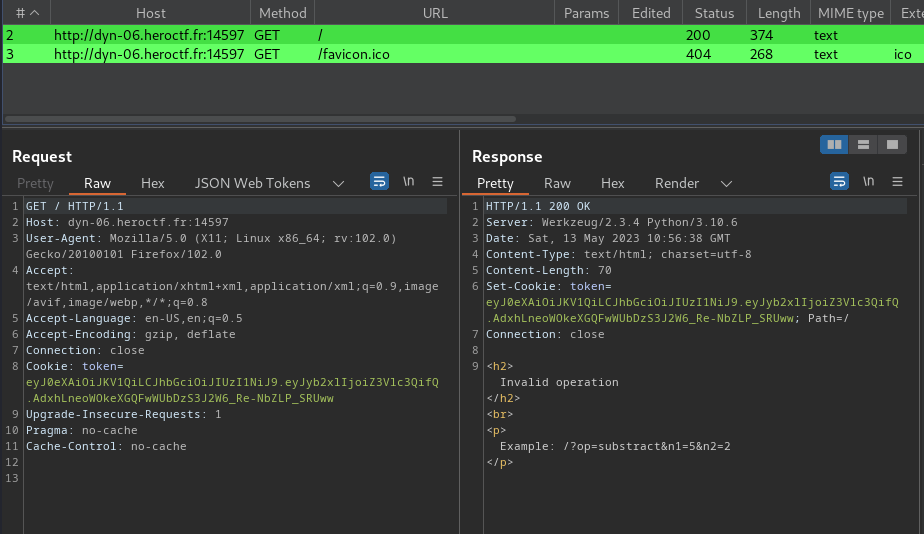 # Host Method URL Params Edited Status Length MIME type Exte
2 http://dyn-06.heroctf.fr:14597 GET / 200 374 text
3 http://dyn-06.heroctf.fr:14597 GET /favicon.ico 404 268 text ico
Request
Pretty Raw Hex JSON Web Tokens \n
1 GET / HTTP/1.1
2 Host: dyn-06.heroctf.fr:14597
3 User-Agent: Mozilla/5.0 (X11; Linux x86_64; rv:102.0)
Gecko/20100101 Firefox/102.0
4 Accept:
text/html,application/xhtml+xml,application/xml;q=0.9,image
/avif,image/webp,*/*;q=0.8
5 Accept-Language: en-US,en;q=0.5
6 Accept-Encoding: gzip, deflate
7 Connection: close
8 Cookie: token=
eyJ0eXAiOiJKV1QiLCJhbGciOiJIUzI1NiJ9.eyJyb2xlIjoiZ3Vlc3QifQ
.AdxhLneoWOkeXGQFwWUbDzS3J2W6_Re-NbZLP_SRUww
9 Upgrade-Insecure-Requests: 1
10 Pragma: no-cache
11 Cache-Control: no-cache
12
13
Response
Pretty Raw Hex Render \n
1 HTTP/1.1 200 OK
2 Server: Werkzeug/2.3.4 Python/3.10.6
3 Date: Sat, 13 May 2023 10:56:38 GMT
4 Content-Type: text/html; charset=utf-8
5 Content-Length: 70
6 Set-Cookie: token=
eyJ0eXAiOiJKV1QiLCJhbGciOiJIUzI1NiJ9.eyJyb2xlIjoiZ3Vlc3QifQ
.AdxhLneoWOkeXGQFwWUbDzS3J2W6_Re-NbZLP_SRUww; Path=/
7 Connection: close
8
9 <h2>
Invalid operation
</h2>
<br>
<p>
Example: /?op=substract&n1=5&n2=2
</p>